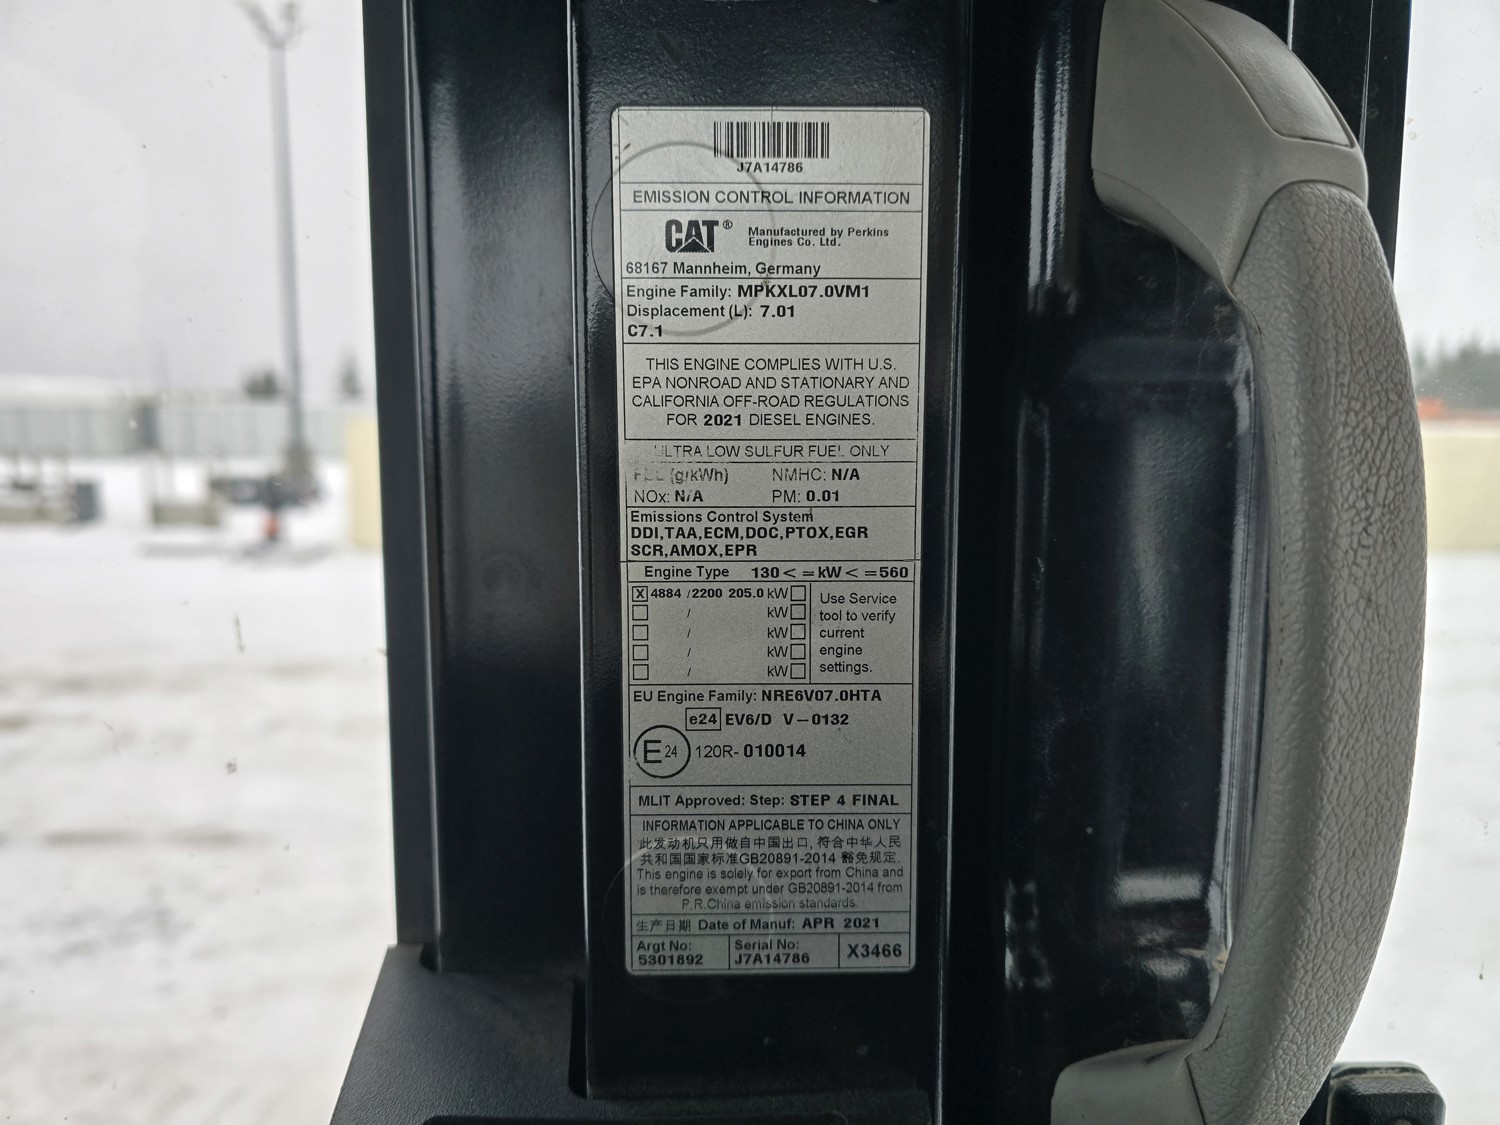 J7A14786
EMISSION CONTROL INFORMATION
CAT® Manufactured by Perkins
Engines Co. Ltd.
68167 Mannheim, Germany
Engine Family: MPKXL07.0VM1
Displacement (L): 7.01
C7.1
THIS ENGINE COMPLIES WITH U.S.
EPA NONROAD AND STATIONARY AND
CALIFORNIA OFF-ROAD REGULATIONS
FOR 2021 DIESEL ENGINES.
ULTRA LOW SULFUR FUEL ONLY
FEL (g/kWh) NMHC: N/A
NOx: N/A PM: 0.01
Emissions Control System
DDI,TAA,ECM,DOC,PTOX,EGR
SCR,AMOX,EPR
Engine Type 130 < = kW < = 560
X 4884 / 2200 205.0 kW
/ kW
/ kW
/ kW
/ kW
Use Service
tool to verify
current
engine
settings.
EU Engine Family: NRE6V07.0HTA
e24 EV6/D V-0132
E24 120R- 010014
MLIT Approved: Step: STEP 4 FINAL
INFORMATION APPLICABLE TO CHINA ONLY
此发动机只用做自中国出口, 符合中华人民
共和国国家标准GB20891-2014 豁免规定.
This engine is solely for export from China and
is therefore exempt under GB20891-2014 from
P.R.China emission standards.
生产日期 Date of Manuf: APR 2021
Argt No:
5301892
Serial No:
J7A14786
X3466